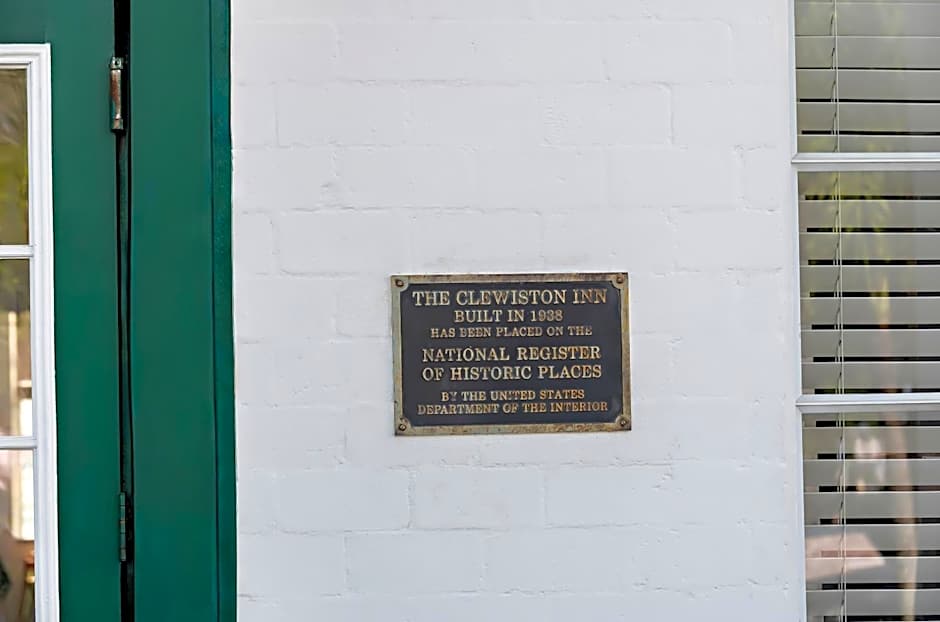 THE CLEWISTON INN
BUILT IN 1938
HAS BEEN PLACED ON THE
NATIONAL REGISTER
OF HISTORIC PLACES
BY THE UNITED STATES
DEPARTMENT OF THE INTERIOR